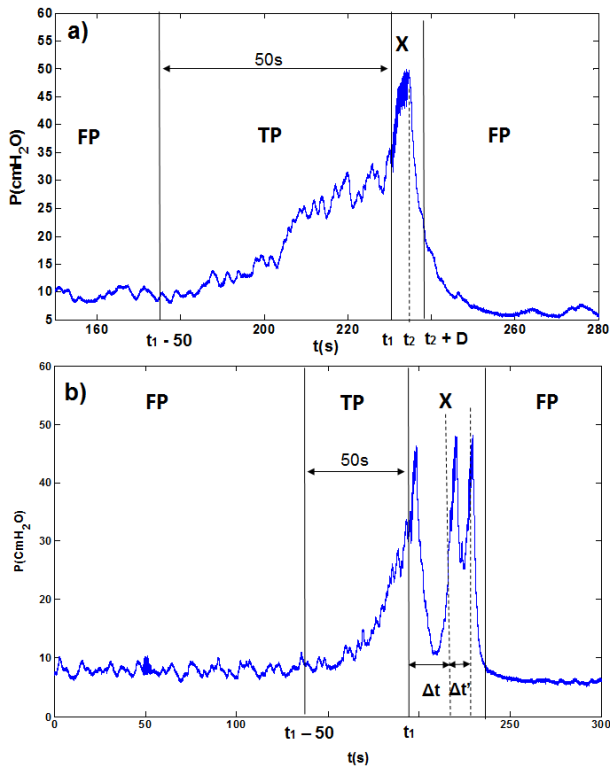 a)
60
55
50
45
40
35
30
25
20
15
10
5
P(cmH2O)
50s
X
FP
TP
FP
160
200
220
260
280
t1 - 50
t(s)
t1 t2 t2 + D
b)
60
50
40
30
20
10
0
P(CmH2O)
FP
TP
X
FP
50s
Δt
Δt'
0
50
100
200
250
300
t1 – 50
t1
t(s)